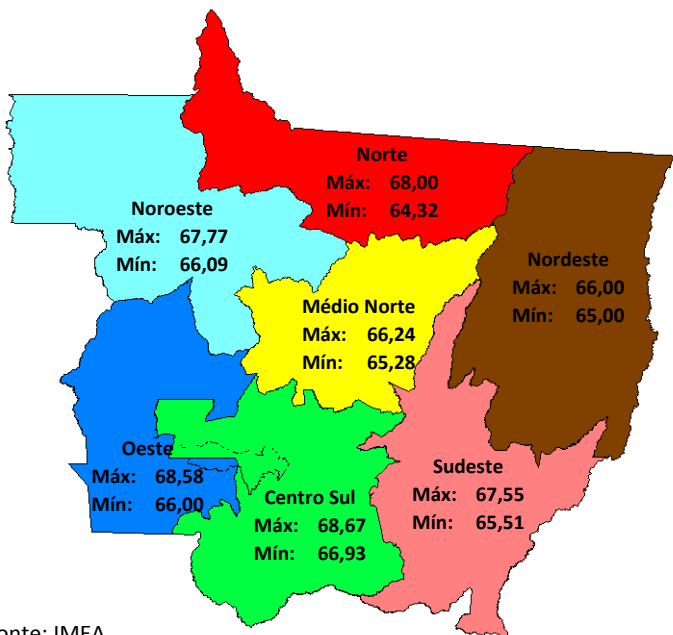 Norte
Máx: 68,00
Mín: 64,32
Noroeste
Máx: 67,77
Mín: 66,09
Nordeste
Máx: 66,00
Mín: 65,00
Médio Norte
Máx: 66,24
Mín: 65,28
Oeste
Máx: 68,58
Mín: 66,00
Centro Sul
Máx: 68,67
Mín: 66,93
Sudeste
Máx: 67,55
Mín: 65,51
onte: IMEA